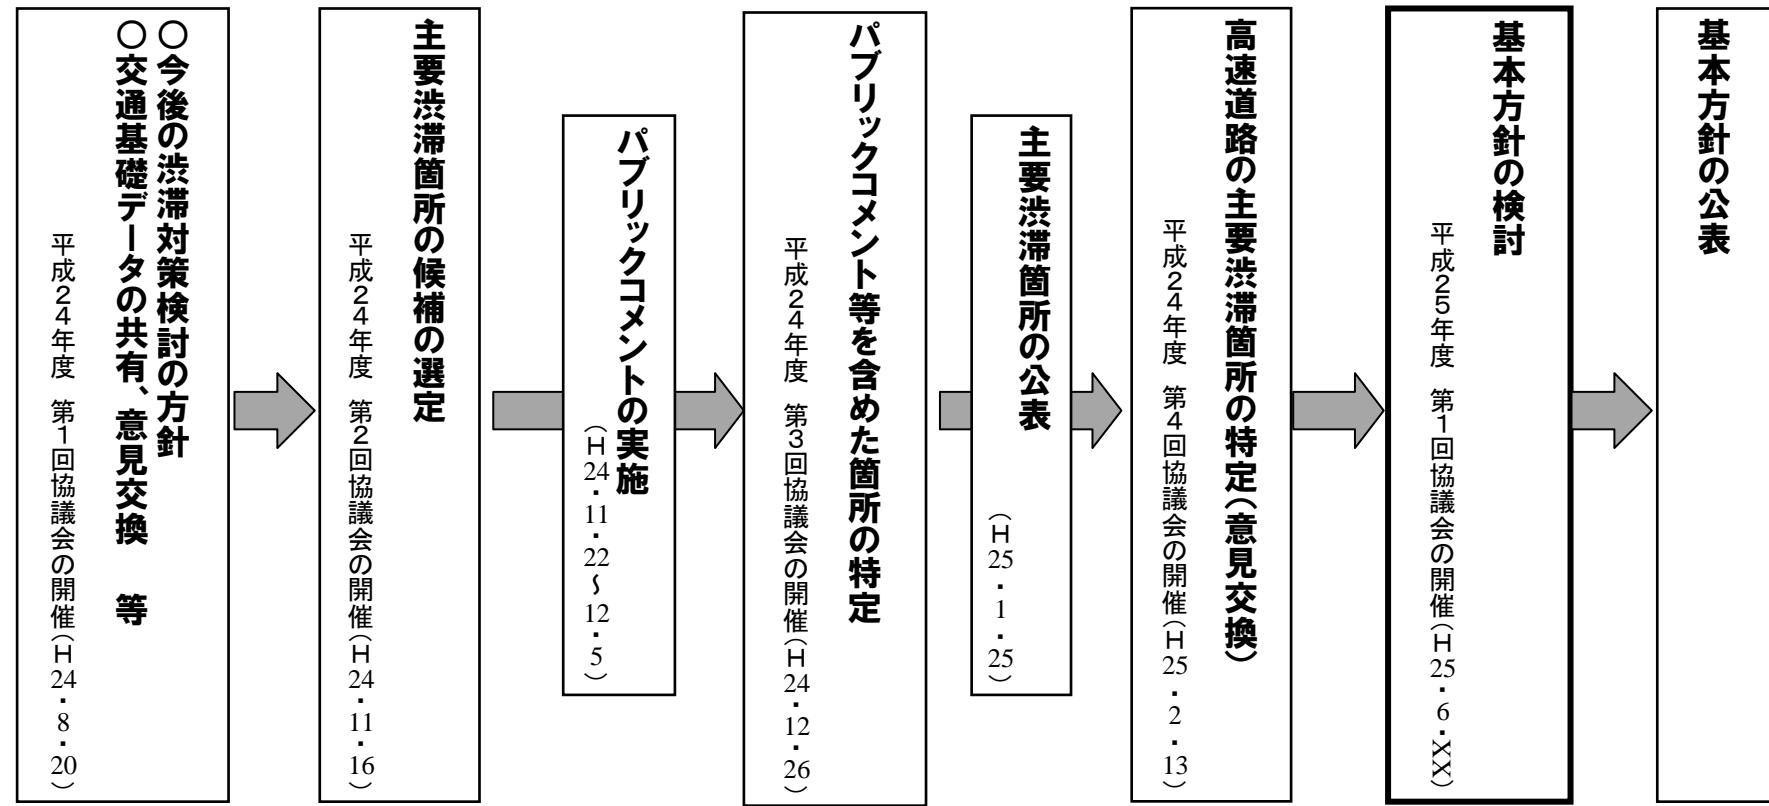 ○今後の渋滞対策検討の方針
○交通基礎データの共有、意見交換　等
平成２４年度　第１回協議会の開催（Ｈ24・8・20）
主要渋滞箇所の候補の選定
平成２４年度　第２回協議会の開催（Ｈ24・11・16）
パブリックコメントの実施
（Ｈ24・11・22～12・5）
パブリックコメント等を含めた箇所の特定
平成２４年度　第３回協議会の開催（Ｈ24・12・26）
主要渋滞箇所の公表
（Ｈ25・1・25）
高速道路の主要渋滞箇所の特定（意見交換）
平成２４年度　第４回協議会の開催（Ｈ25・2・13）
基本方針の検討
平成２５年度　第１回協議会の開催（Ｈ25・6・XX）
基本方針の公表